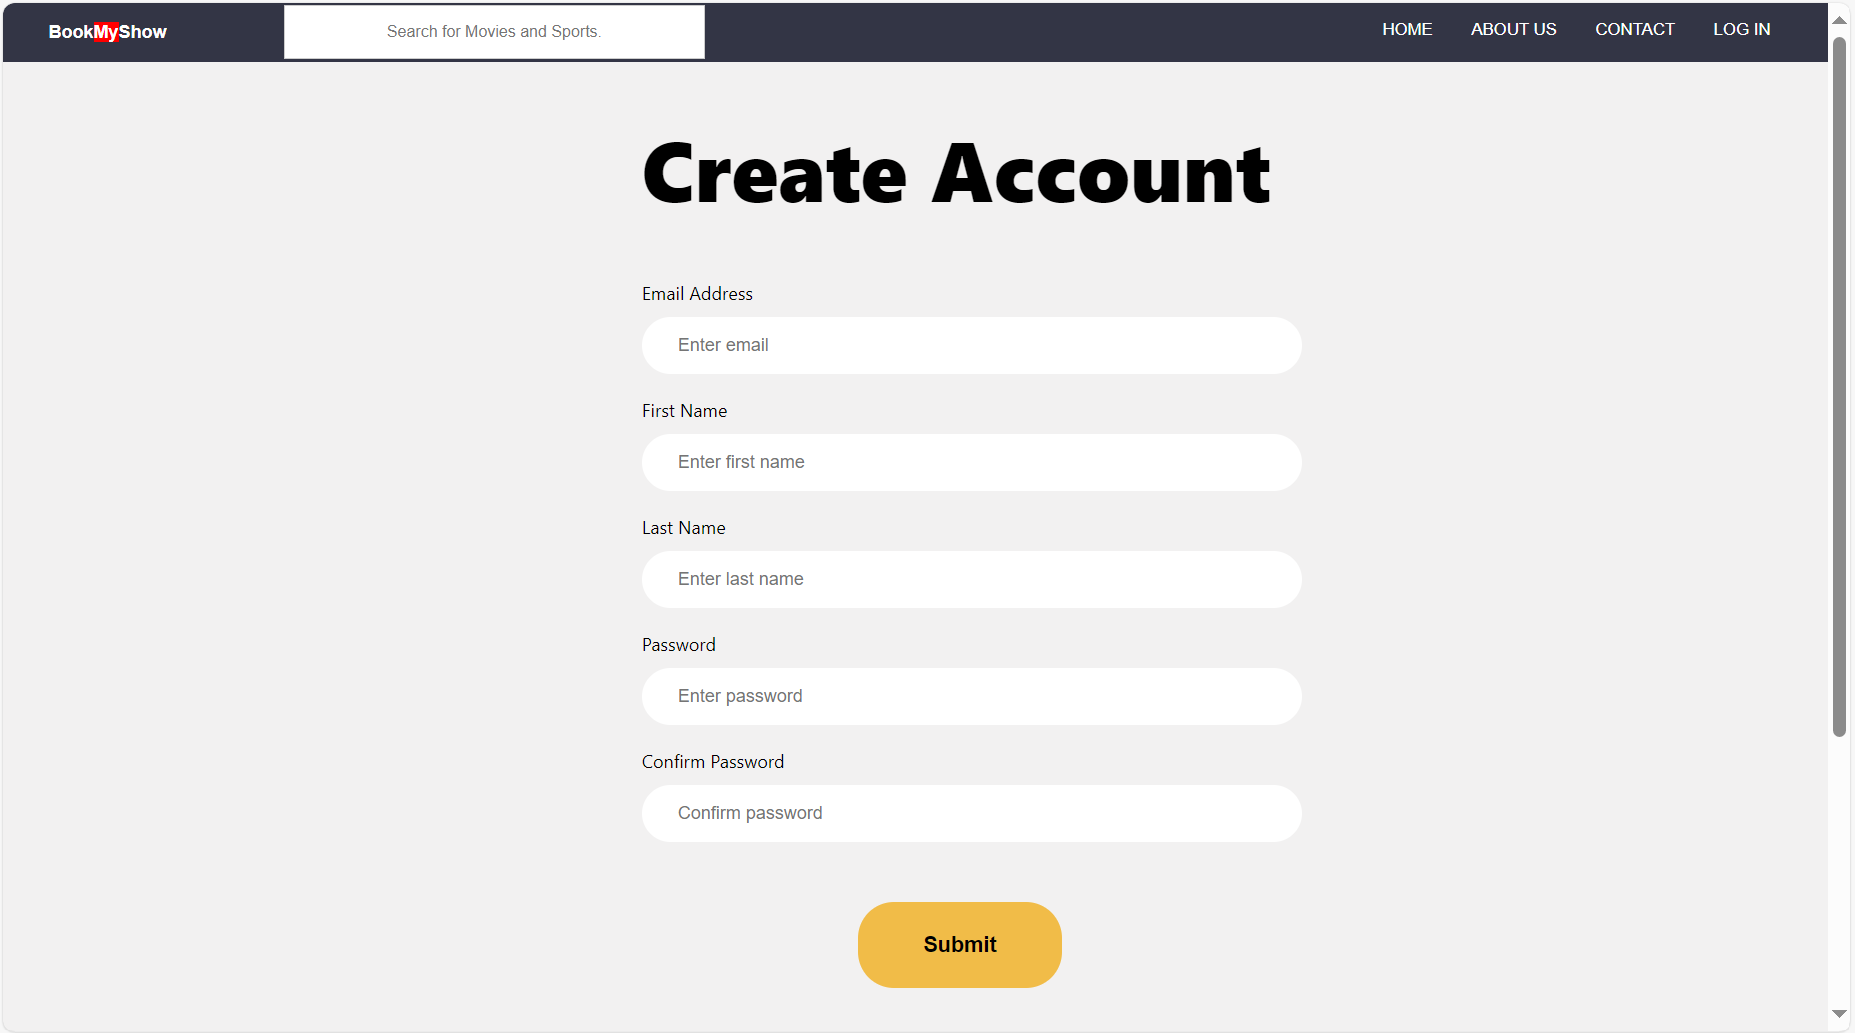 BookMyShow
Search for Movies and Sports.
HOME ABOUT US CONTACT LOG IN
Create Account
Email Address
Enter email
First Name
Enter first name
Last Name
Enter last name
Password
Enter password
Confirm Password
Confirm password
Submit